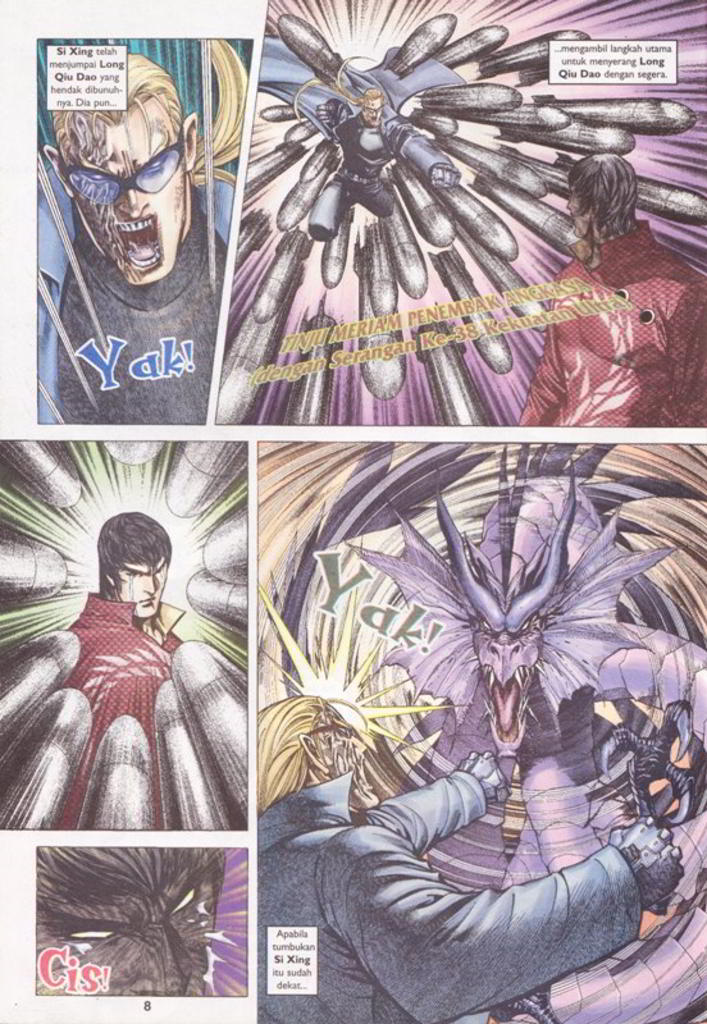 Si Xing telah
menjumpai Long
Qiu Dao yang
hendak dibunuh-
nya. Dia pun...
...mengambil langkah utama
untuk menyerang Long
Qiu Dao dengan segera.
Yak!
TINJU MERIAM PENEMBAK ANGKASA
(dengan Serangan Ke-38 Kekuatan Ultra)
Yak!
Cis!
Apabila
tumbukan
Si Xing
itu sudah
dekat...
8